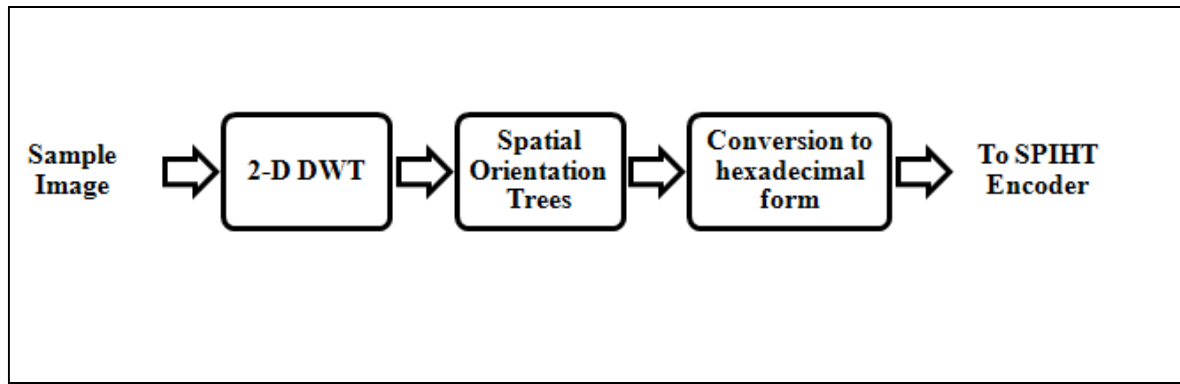 Sample
Image
2-D DWT
Spatial
Orientation
Trees
Conversion to
hexadecimal
form
To SPIHT
Encoder